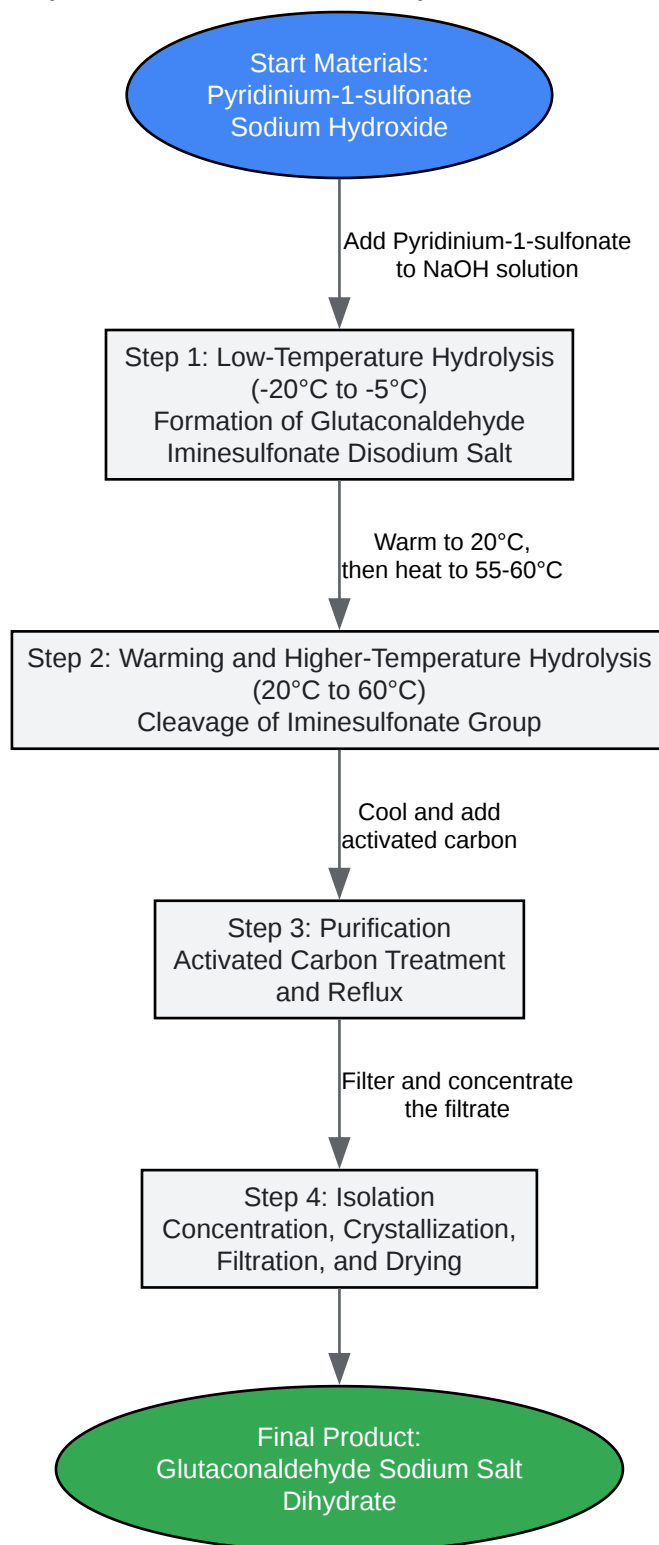 Start Materials:
Pyridinium-1-sulfonate
Sodium Hydroxide
Add Pyridinium-1-sulfonate
to NaOH solution
Step 1: Low-Temperature Hydrolysis
(-20°C to -5°C)
Formation of Glutaconaldehyde
Iminesulfonate Disodium Salt
Warm to 20°C,
then heat to 55-60°C
Step 2: Warming and Higher-Temperature Hydrolysis
(20°C to 60°C)
Cleavage of Iminesulfonate Group
Cool and add
activated carbon
Step 3: Purification
Activated Carbon Treatment
and Reflux
Filter and concentrate
the filtrate
Step 4: Isolation
Concentration, Crystallization,
Filtration, and Drying
Final Product:
Glutaconaldehyde Sodium Salt
Dihydrate